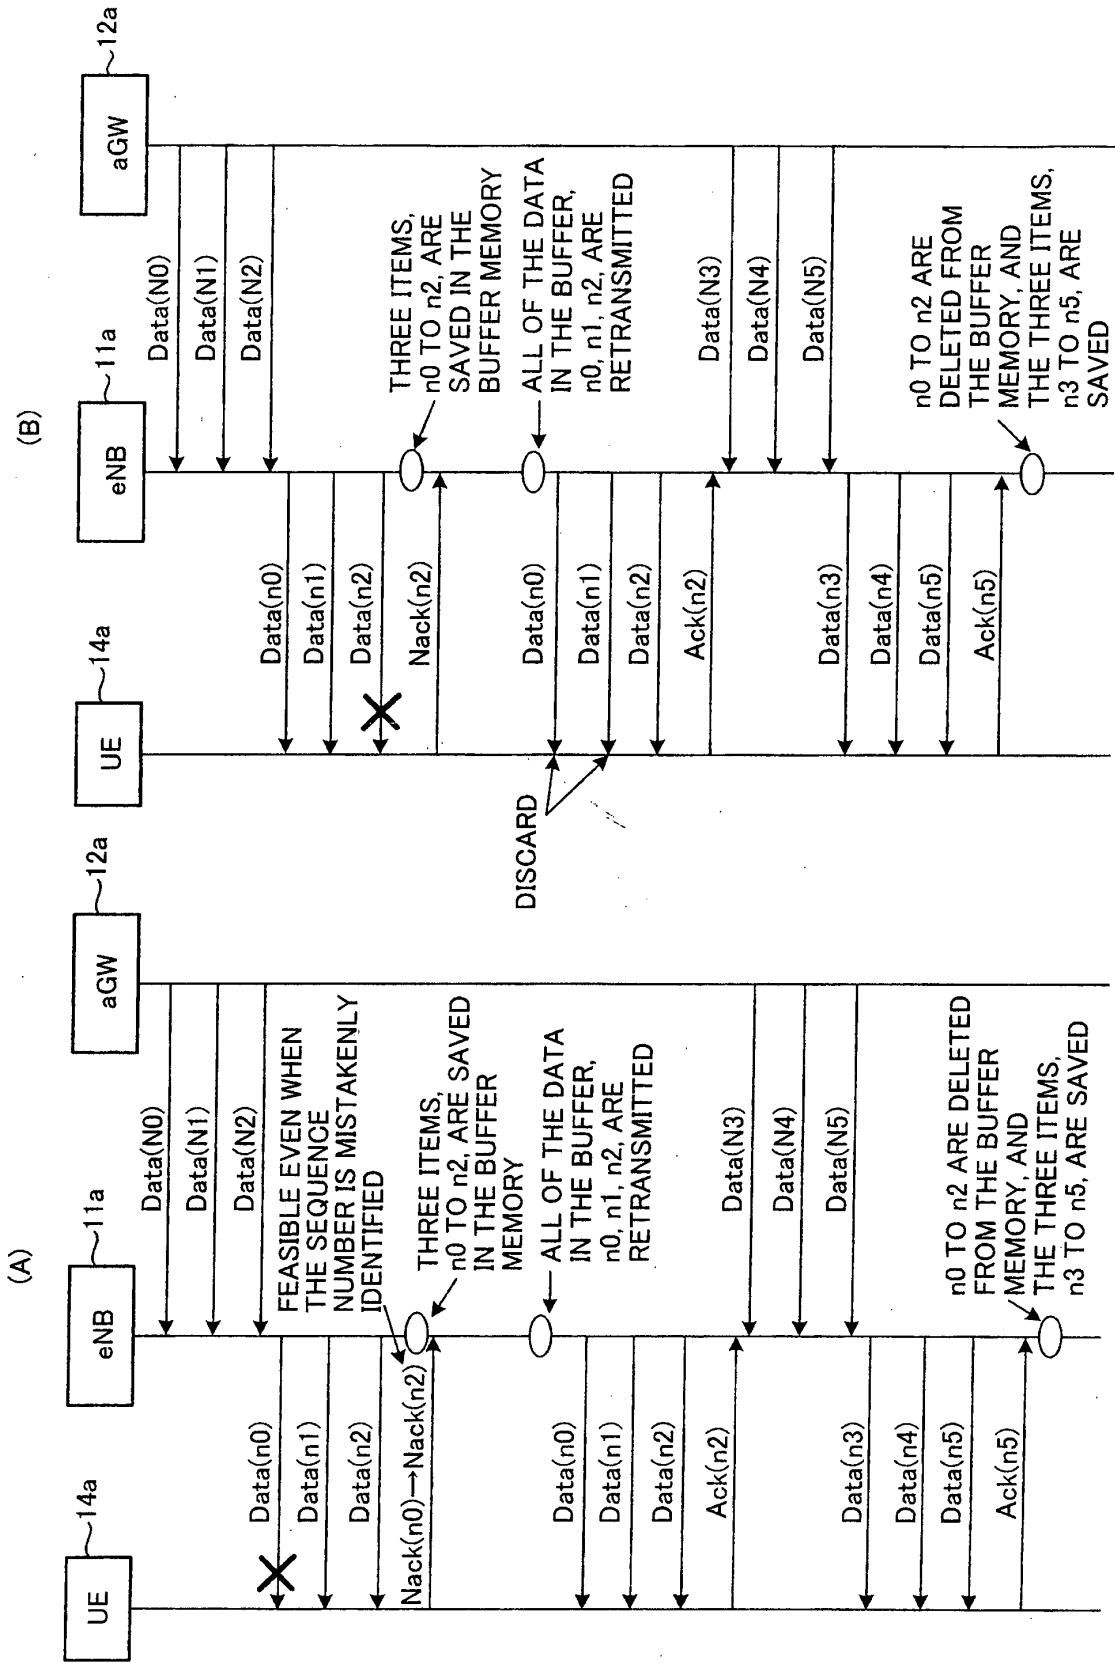 (A)
UE
14a
eNB
11a
aGW
12a
Data(N0)
Data(N1)
Data(N2)
Data(n0)
Data(n1)
Data(n2)
FEASIBLE EVEN WHEN
THE SEQUENCE
NUMBER IS MISTAKENLY
IDENTIFIED
Nack(n0)→Nack(n2)
THREE ITEMS,
n0 TO n2, ARE SAVED
IN THE BUFFER
MEMORY
ALL OF THE DATA
IN THE BUFFER,
n0, n1, n2, ARE
RETRANSMITTED
Data(n0)
Data(n1)
Data(n2)
Ack(n2)
Data(N3)
Data(N4)
Data(N5)
Data(n3)
Data(n4)
Data(n5)
Ack(n5)
n0 TO n2 ARE DELETED
FROM THE BUFFER
MEMORY, AND
THE THREE ITEMS,
n3 TO n5, ARE SAVED
(B)
UE
14a
eNB
11a
aGW
12a
Data(N0)
Data(N1)
Data(N2)
Data(n0)
Data(n1)
Data(n2)
Nack(n2)
THREE ITEMS,
n0 TO n2, ARE
SAVED IN THE
BUFFER MEMORY
ALL OF THE DATA
IN THE BUFFER,
n0, n1, n2, ARE
RETRANSMITTED
DISCARD
Data(n0)
Data(n1)
Data(n2)
Ack(n2)
Data(N3)
Data(N4)
Data(N5)
Data(n3)
Data(n4)
Data(n5)
Ack(n5)
n0 TO n2 ARE
DELETED FROM
THE BUFFER
MEMORY, AND
THE THREE ITEMS,
n3 TO n5, ARE
SAVED